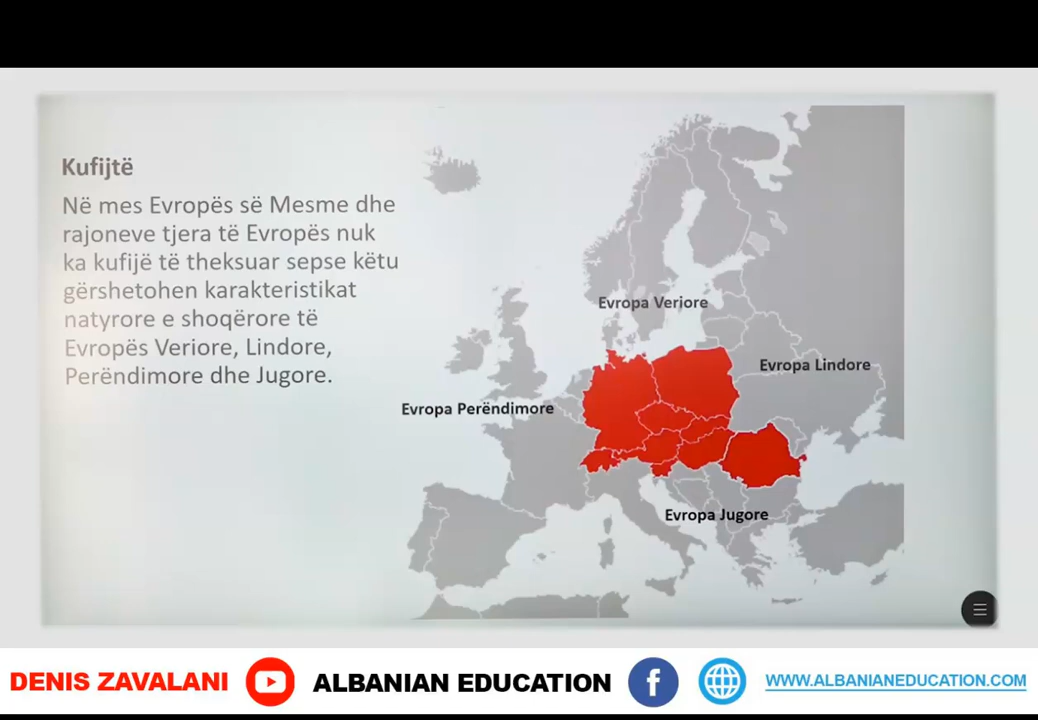 Kufijtë
Në mes Evropës së Mesme dhe
rajoneve tjera të Evropës nuk
ka kufijë të theksuar sepse këtu
gërshetohen karakteristikat
natyrore e shoqërore të
Evropës Veriore, Lindore,
Perëndimore dhe Jugore.
Evropa Veriore
Evropa Lindore
Evropa Perëndimore
Evropa Jugore
DENIS ZAVALANI ALBANIAN EDUCATION f WWW.ALBANIANEDUCATION.COM